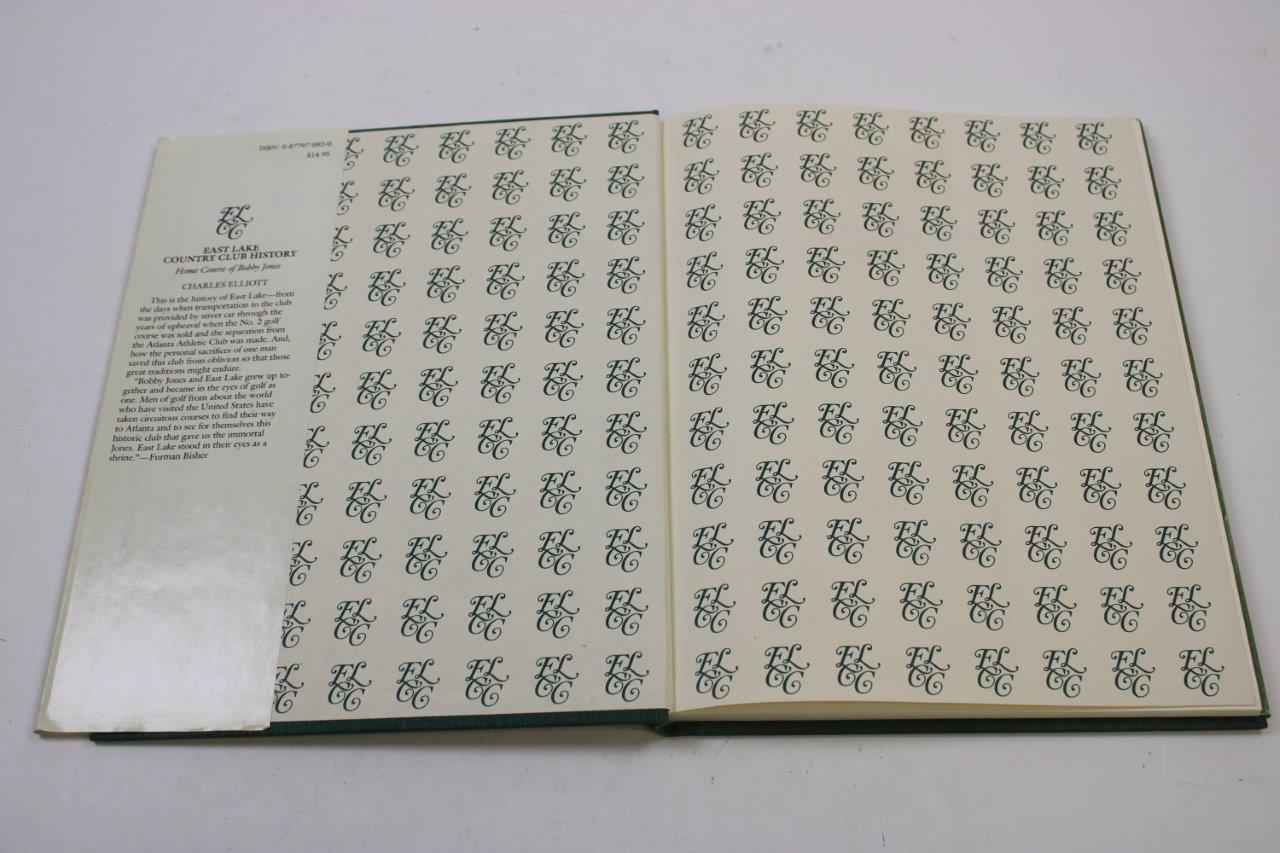 ISBN: 0-87797-092-0
$14.95
ELCC
EAST LAKE
COUNTRY CLUB HISTORY
Home Course of Bobby Jones
CHARLES ELLIOTT
This is the history of East Lake—from
the days when transportation to the club
was provided by street car through the
years of upheaval when the No. 2 golf
course was sold and the separation from
the Atlanta Athletic Club was made. And,
how the personal sacrifices of one man
saved this club from oblivion so that those
great traditions might endure.
"Bobby Jones and East Lake grew up to-
gether and became in the eyes of golf as
one. Men of golf from about the world
who have visited the United States have
taken circuitous courses to find their way
to Atlanta and to see for themselves this
historic club that gave us the immortal
Jones. East Lake stood in their eyes as a
shrine."—Furman Bisher